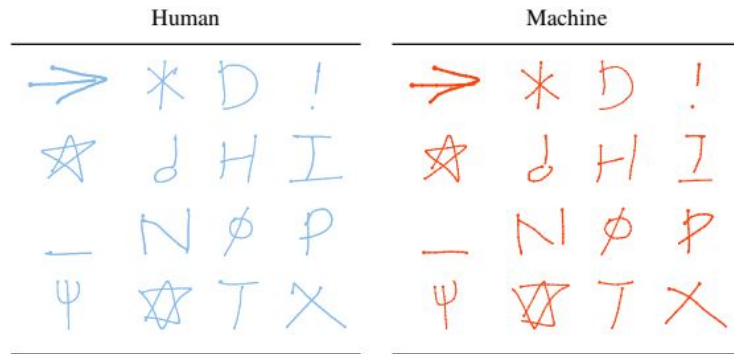 Human Machine
→ * D !
→ * D !
☆ d H I
☆ d H I
_ N ϕ P
_ N ϕ P
Ψ ✡ T X
Ψ ✡ T X